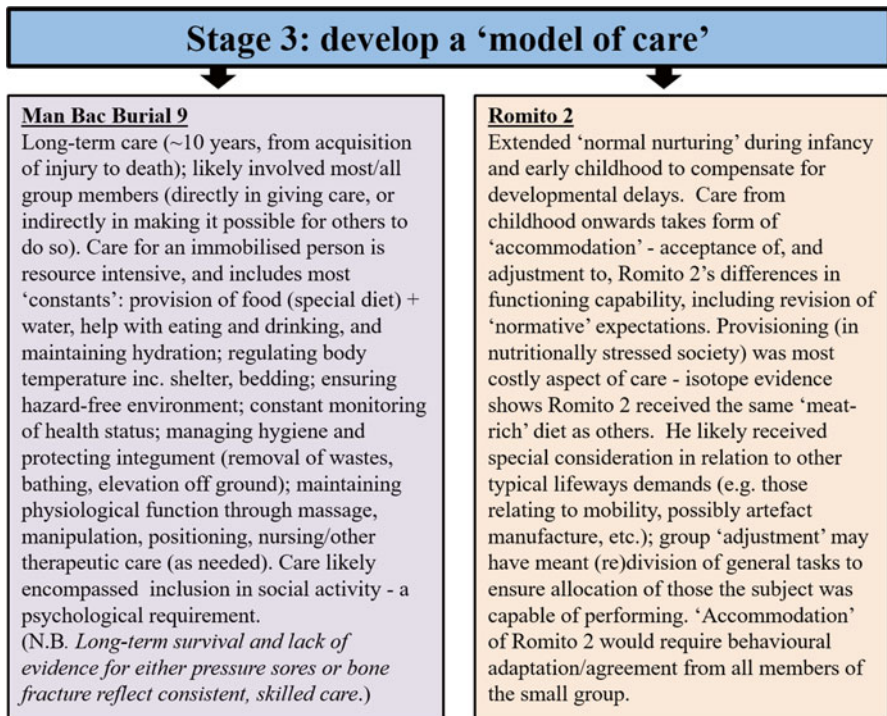 Stage 3: develop a ‘model of care’
Man Bac Burial 9
Long-term care (~10 years, from acquisition
of injury to death); likely involved most/all
group members (directly in giving care, or
indirectly in making it possible for others to
do so). Care for an immobilised person is
resource intensive, and includes most
‘constants’: provision of food (special diet) +
water, help with eating and drinking, and
maintaining hydration; regulating body
temperature inc. shelter, bedding; ensuring
hazard-free environment; constant monitoring
of health status; managing hygiene and
protecting integument (removal of wastes,
bathing, elevation off ground); maintaining
physiological function through massage,
manipulation, positioning, nursing/other
therapeutic care (as needed). Care likely
encompassed inclusion in social activity - a
psychological requirement.
(N.B. Long-term survival and lack of
evidence for either pressure sores or bone
fracture reflect consistent, skilled care.)
Romito 2
Extended ‘normal nurturing’ during infancy
and early childhood to compensate for
developmental delays. Care from
childhood onwards takes form of
‘accommodation’ - acceptance of, and
adjustment to, Romito 2’s differences in
functioning capability, including revision of
‘normative’ expectations. Provisioning (in
nutritionally stressed society) was most
costly aspect of care - isotope evidence
shows Romito 2 received the same ‘meat-
rich’ diet as others. He likely received
special consideration in relation to other
typical lifeways demands (e.g. those
relating to mobility, possibly artefact
manufacture, etc.); group ‘adjustment’ may
have meant (re)division of general tasks to
ensure allocation of those the subject was
capable of performing. ‘Accommodation’
of Romito 2 would require behavioural
adaptation/agreement from all members of
the small group.